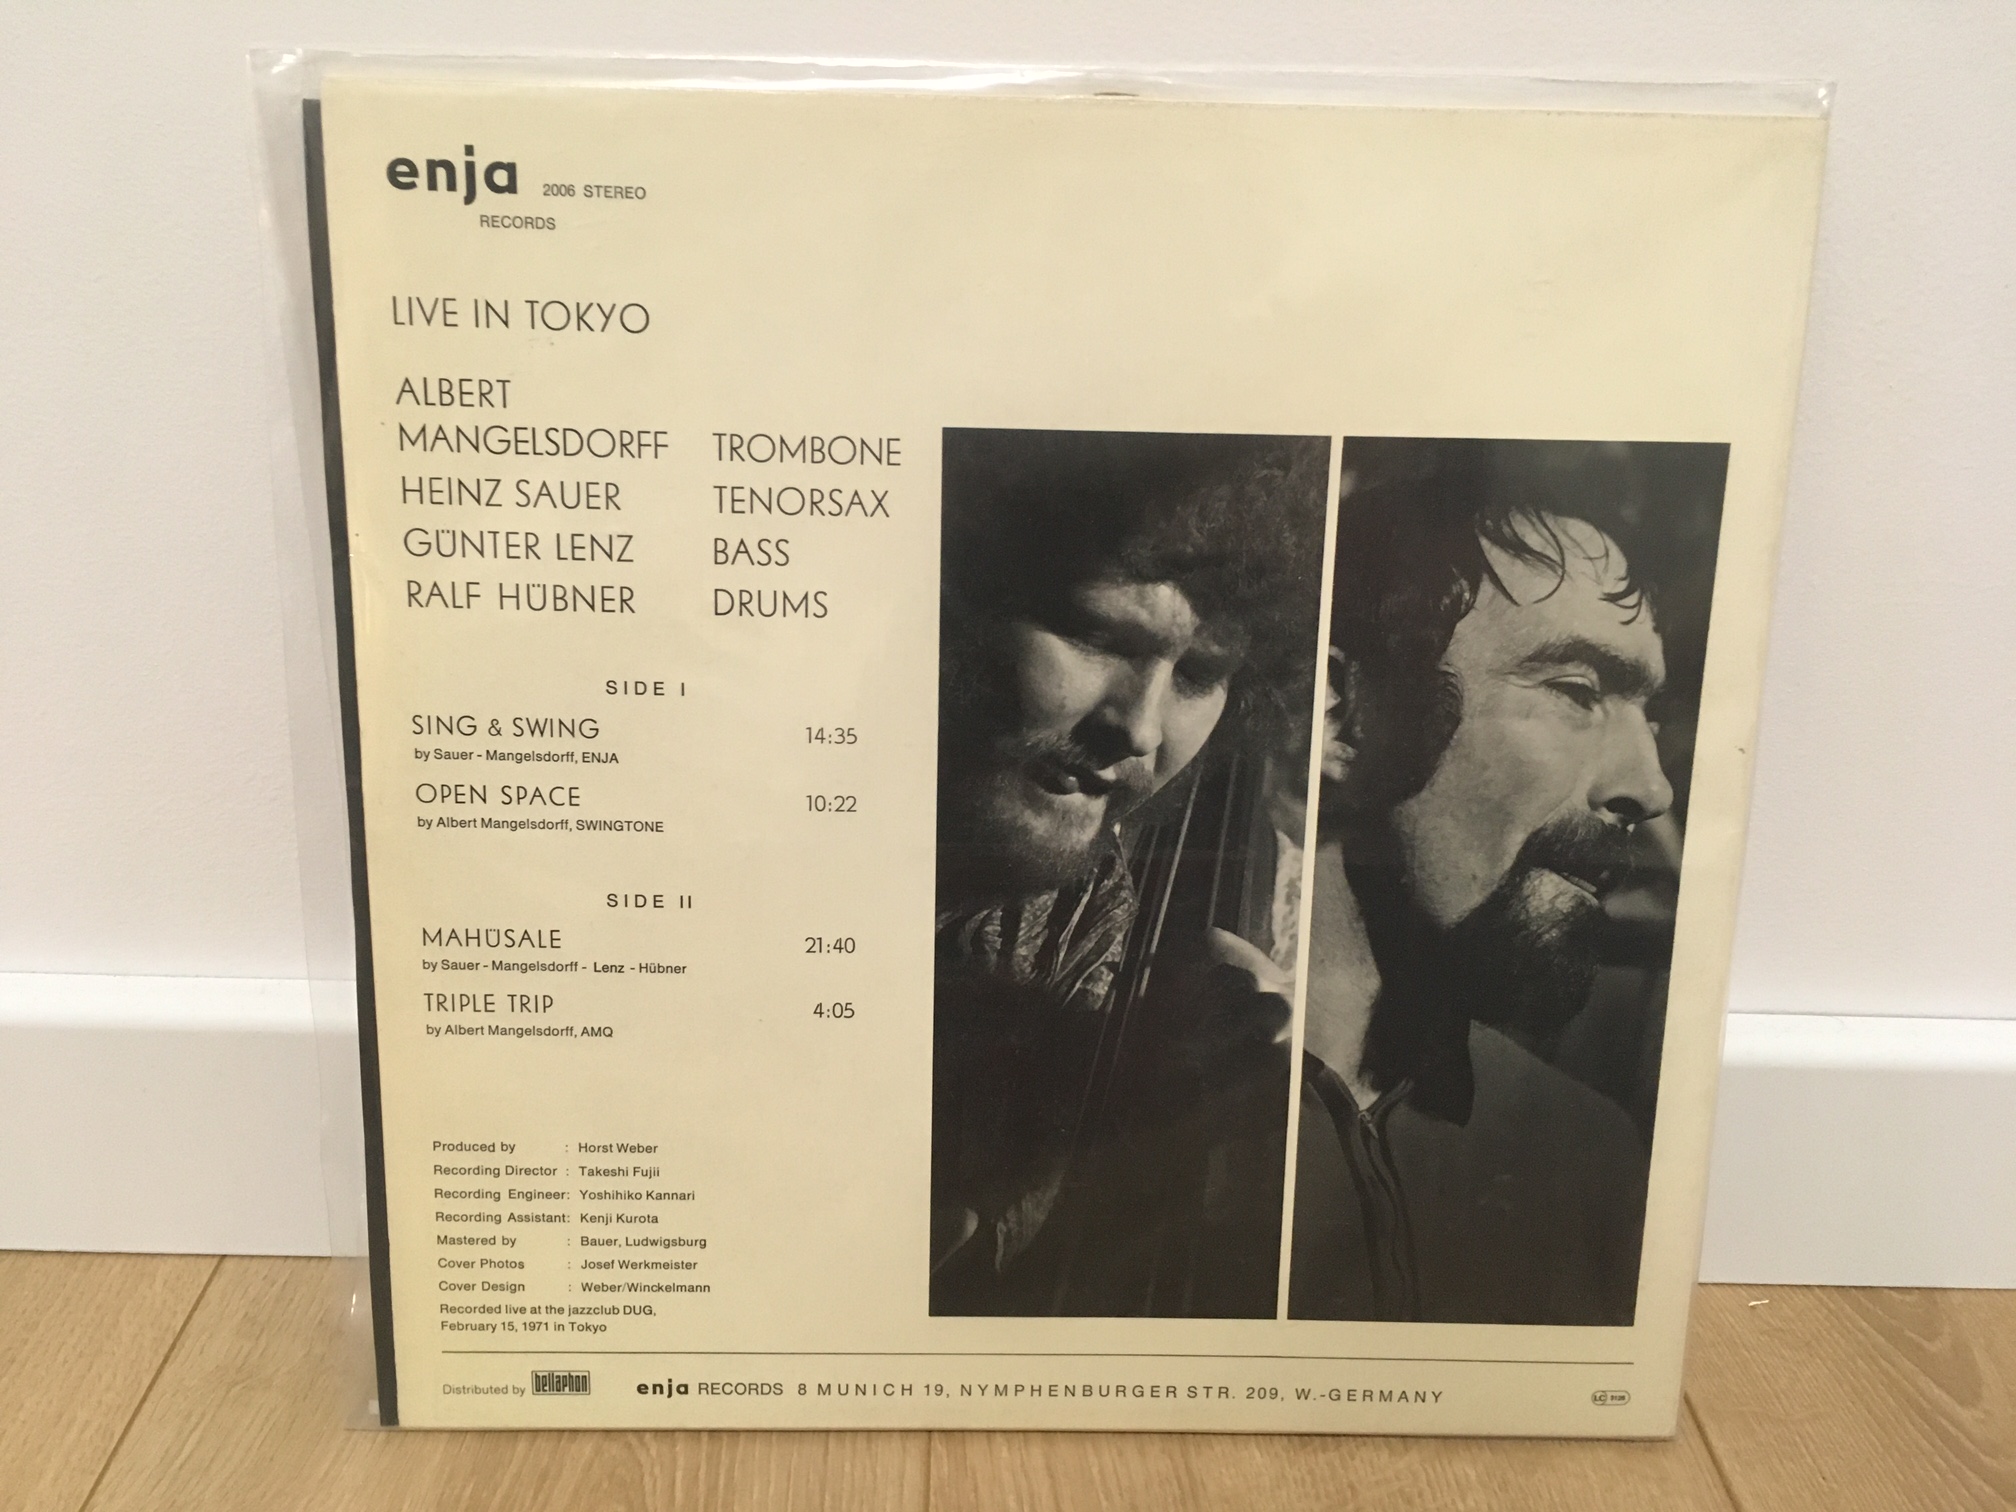 enja 2006 STEREO
RECORDS
LIVE IN TOKYO
ALBERT
MANGELSDORFF TROMBONE
HEINZ SAUER TENORSAX
GÜNTER LENZ BASS
RALF HÜBNER DRUMS
SIDE I
SING & SWING 14:35
by Sauer - Mangelsdorff, ENJA
OPEN SPACE 10:22
by Albert Mangelsdorff, SWINGTONE
SIDE II
MAHÜSALE 21:40
by Sauer - Mangelsdorff - Lenz - Hübner
TRIPLE TRIP 4:05
by Albert Mangelsdorff, AMQ
Produced by : Horst Weber
Recording Director : Takeshi Fujii
Recording Engineer: Yoshihiko Kannari
Recording Assistant: Kenji Kurota
Mastered by : Bauer, Ludwigsburg
Cover Photos : Josef Werkmeister
Cover Design : Weber/Winckelmann
Recorded live at the jazzclub DUG,
February 15, 1971 in Tokyo
Distributed by bellaphon enja RECORDS 8 MUNICH 19, NYMPHENBURGER STR. 209, W.-GERMANY LC